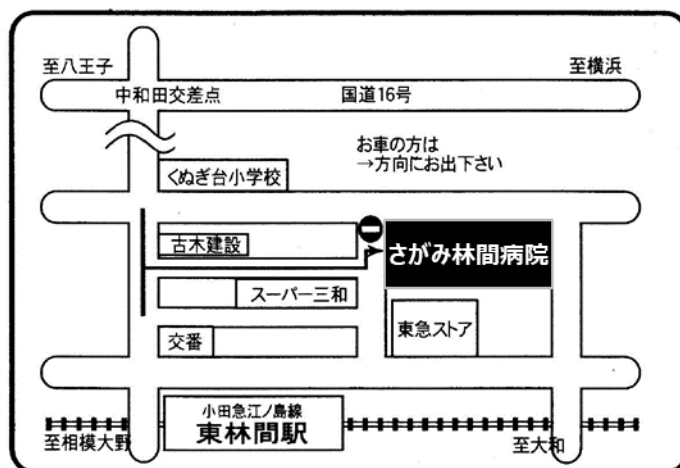 至八王子
至横浜
中和田交差点
国道16号
お車の方は
→方向にお出下さい
くぬぎ台小学校
古木建設
さがみ林間病院
スーパー三和
東急ストア
交番
小田急江ノ島線
東林間駅
至相模大野
至大和